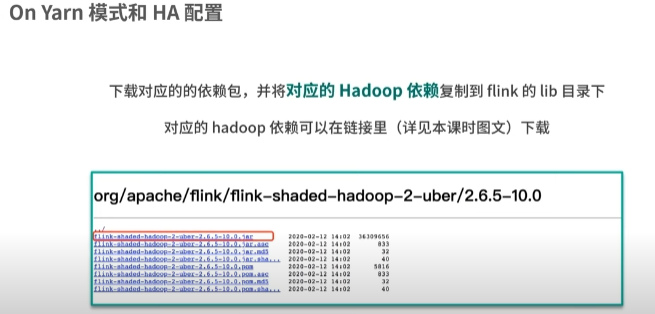 On Yarn 模式和 HA 配置
下载对应的的依赖包，并将对应的 Hadoop 依赖复制到 flink 的 lib 目录下
对应的 hadoop 依赖可以在链接里（详见本课时图文）下载
org/apache/flink/flink-shaded-hadoop-2-uber/2.6.5-10.0
../
flink-shaded-hadoop-2-uber-2.6.5-10.0.jar 2020-02-12 14:02 36309656
flink-shaded-hadoop-2-uber-2.6.5-10.0.jar.asc 2020-02-12 14:02 833
flink-shaded-hadoop-2-uber-2.6.5-10.0.jar.md5 2020-02-12 14:02 32
flink-shaded-hadoop-2-uber-2.6.5-10.0.jar.sha... 2020-02-12 14:02 40
flink-shaded-hadoop-2-uber-2.6.5-10.0.pom 2020-02-12 14:02 5816
flink-shaded-hadoop-2-uber-2.6.5-10.0.pom.asc 2020-02-12 14:02 833
flink-shaded-hadoop-2-uber-2.6.5-10.0.pom.md5 2020-02-12 14:02 32
flink-shaded-hadoop-2-uber-2.6.5-10.0.pom.sha... 2020-02-12 14:02 40